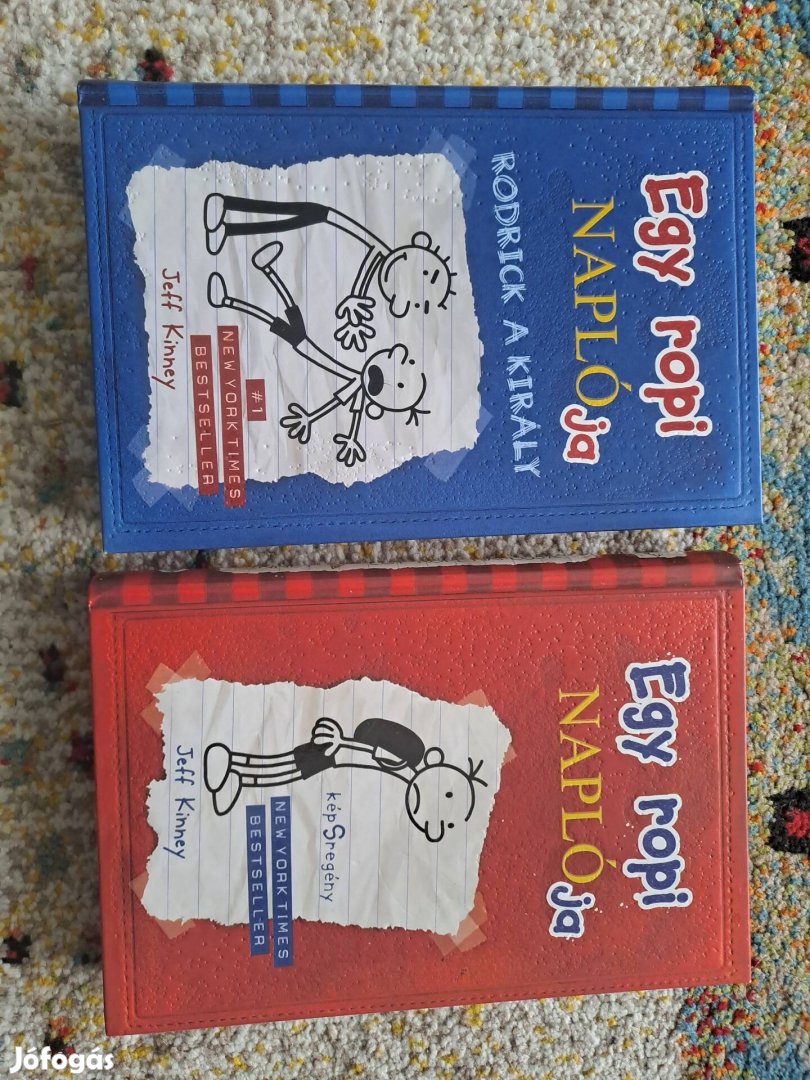 Egy ropi
NAPLÓja
RODRICK A KIRÁLY
#1
NEW YORK TIMES
BESTSELLER
Jeff Kinney
Egy ropi
NAPLÓja
képSregény
NEW YORK TIMES
BESTSELLER
Jeff Kinney
Jófogás